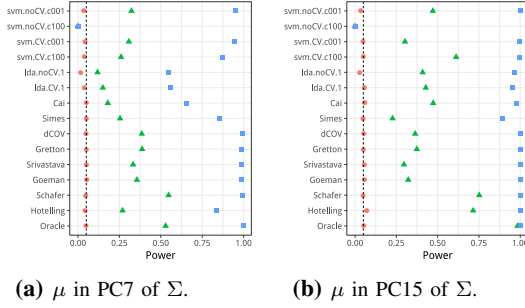 svm.noCV.c001
svm.noCV.c100
svm.CV.c001
svm.CV.c100
lda.noCV.1
lda.CV.1
Cai
Simes
dCOV
Gretton
Srivastava
Goeman
Schafer
Hotelling
Oracle
0.00 0.25 0.50 0.75 1.00
Power
(a) μ in PC7 of Σ.
svm.noCV.c001
svm.noCV.c100
svm.CV.c001
svm.CV.c100
lda.noCV.1
lda.CV.1
Cai
Simes
dCOV
Gretton
Srivastava
Goeman
Schafer
Hotelling
Oracle
0.00 0.25 0.50 0.75 1.00
Power
(b) μ in PC15 of Σ.